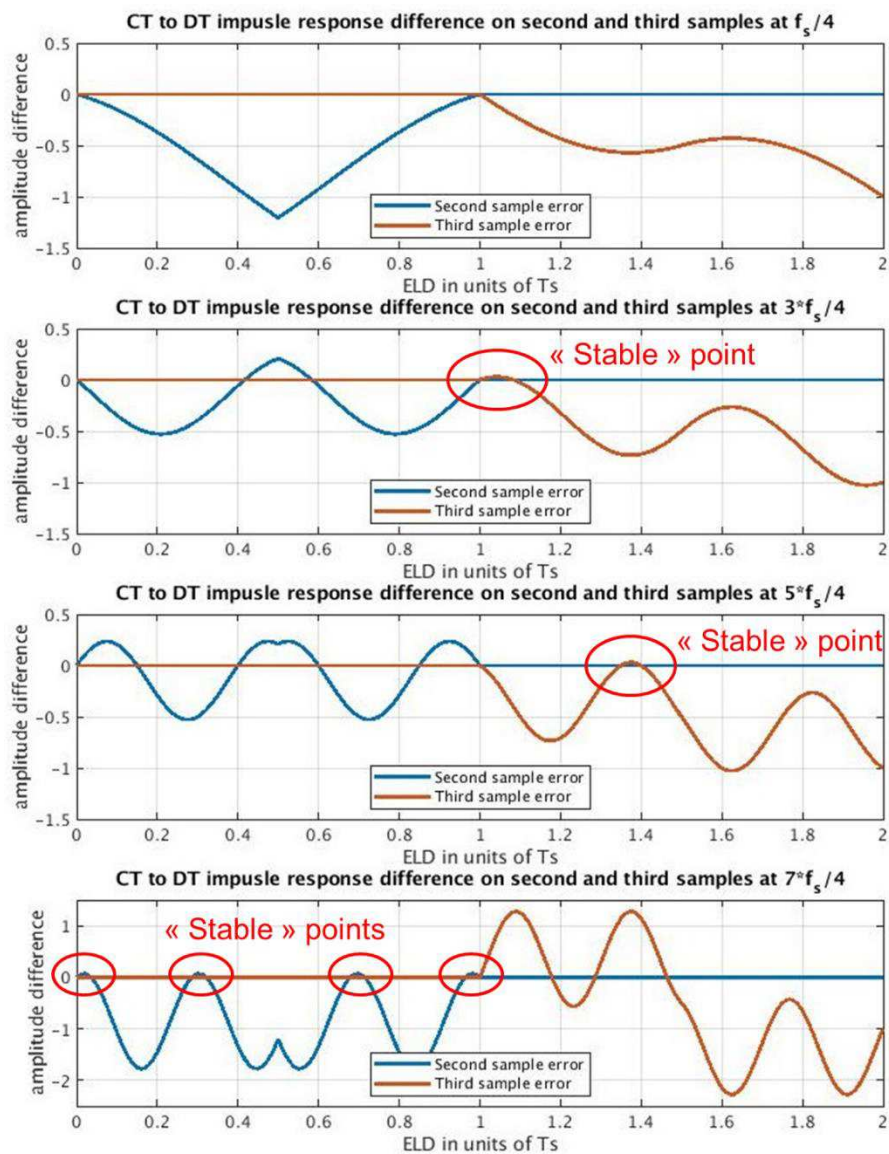 CT to DT impusle response difference on second and third samples at f_s/4
0.5
0
-0.5
-1
-1.5
amplitude difference
Second sample error
Third sample error
0 0.2 0.4 0.6 0.8 1 1.2 1.4 1.6 1.8 2
ELD in units of Ts
CT to DT impusle response difference on second and third samples at 3*f_s/4
0.5
0
-0.5
-1
-1.5
amplitude difference
« Stable » point
Second sample error
Third sample error
0 0.2 0.4 0.6 0.8 1 1.2 1.4 1.6 1.8 2
ELD in units of Ts
CT to DT impusle response difference on second and third samples at 5*f_s/4
0.5
0
-0.5
-1
-1.5
amplitude difference
« Stable » point
Second sample error
Third sample error
0 0.2 0.4 0.6 0.8 1 1.2 1.4 1.6 1.8 2
ELD in units of Ts
CT to DT impusle response difference on second and third samples at 7*f_s/4
1
0
-1
-2
amplitude difference
« Stable » points
Second sample error
Third sample error
0 0.2 0.4 0.6 0.8 1 1.2 1.4 1.6 1.8 2
ELD in units of Ts